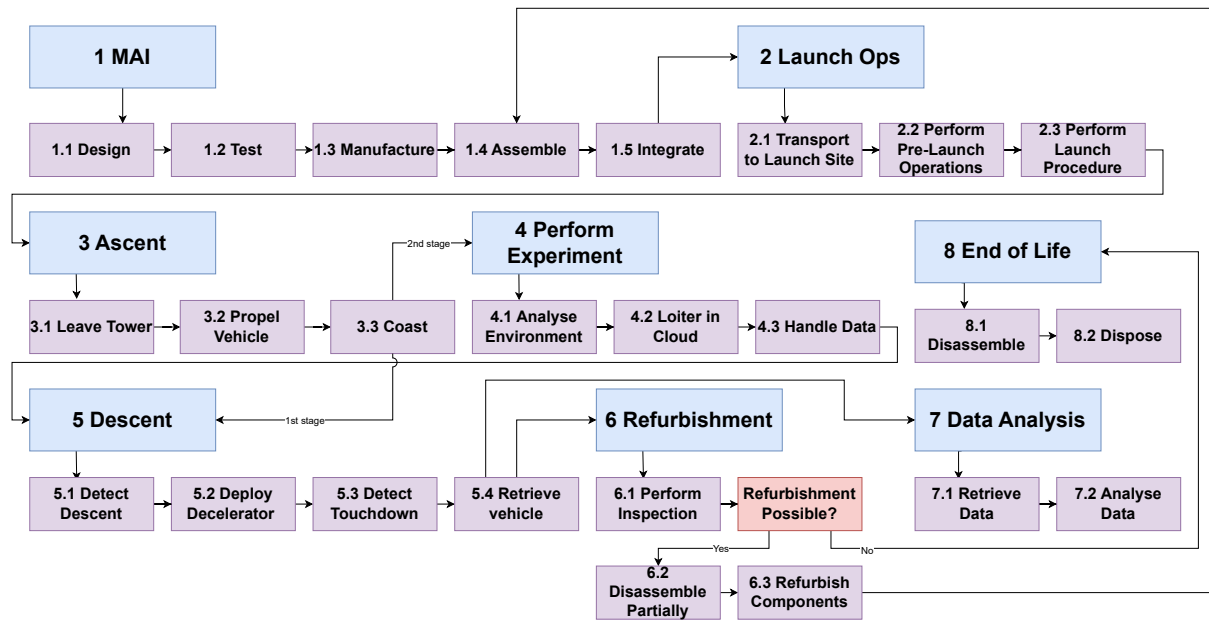 1 MAI
2 Launch Ops
1.1 Design
1.2 Test
1.3 Manufacture
1.4 Assemble
1.5 Integrate
2.1 Transport
to Launch Site
2.2 Perform
Pre-Launch
Operations
2.3 Perform
Launch
Procedure
3 Ascent
2nd stage
4 Perform
Experiment
8 End of Life
3.1 Leave Tower
3.2 Propel
Vehicle
3.3 Coast
4.1 Analyse
Environment
4.2 Loiter in
Cloud
4.3 Handle Data
8.1
Disassemble
8.2 Dispose
5 Descent
1st stage
6 Refurbishment
7 Data Analysis
5.1 Detect
Descent
5.2 Deploy
Decelerator
5.3 Detect
Touchdown
5.4 Retrieve
vehicle
6.1 Perform
Inspection
Refurbishment
Possible?
7.1 Retrieve
Data
7.2 Analyse
Data
Yes
No
6.2
Disassemble
Partially
6.3 Refurbish
Components